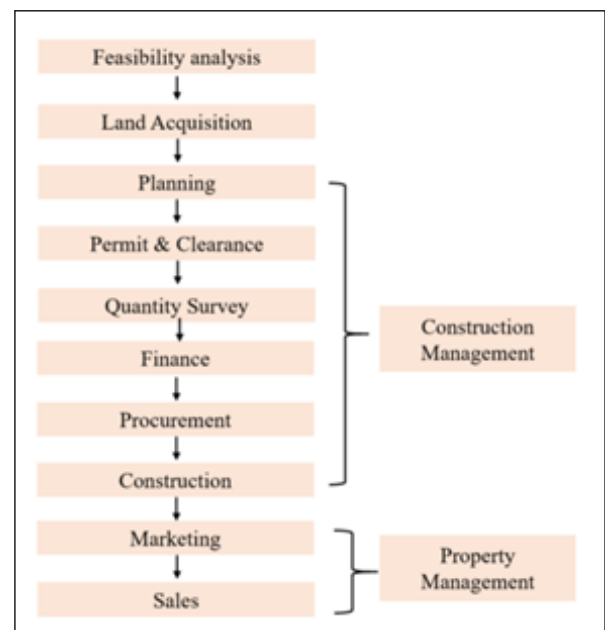 Feasibility analysis
Land Acquisition
Planning
Permit & Clearance
Quantity Survey
Finance
Procurement
Construction
Marketing
Sales
Construction
Management
Property
Management